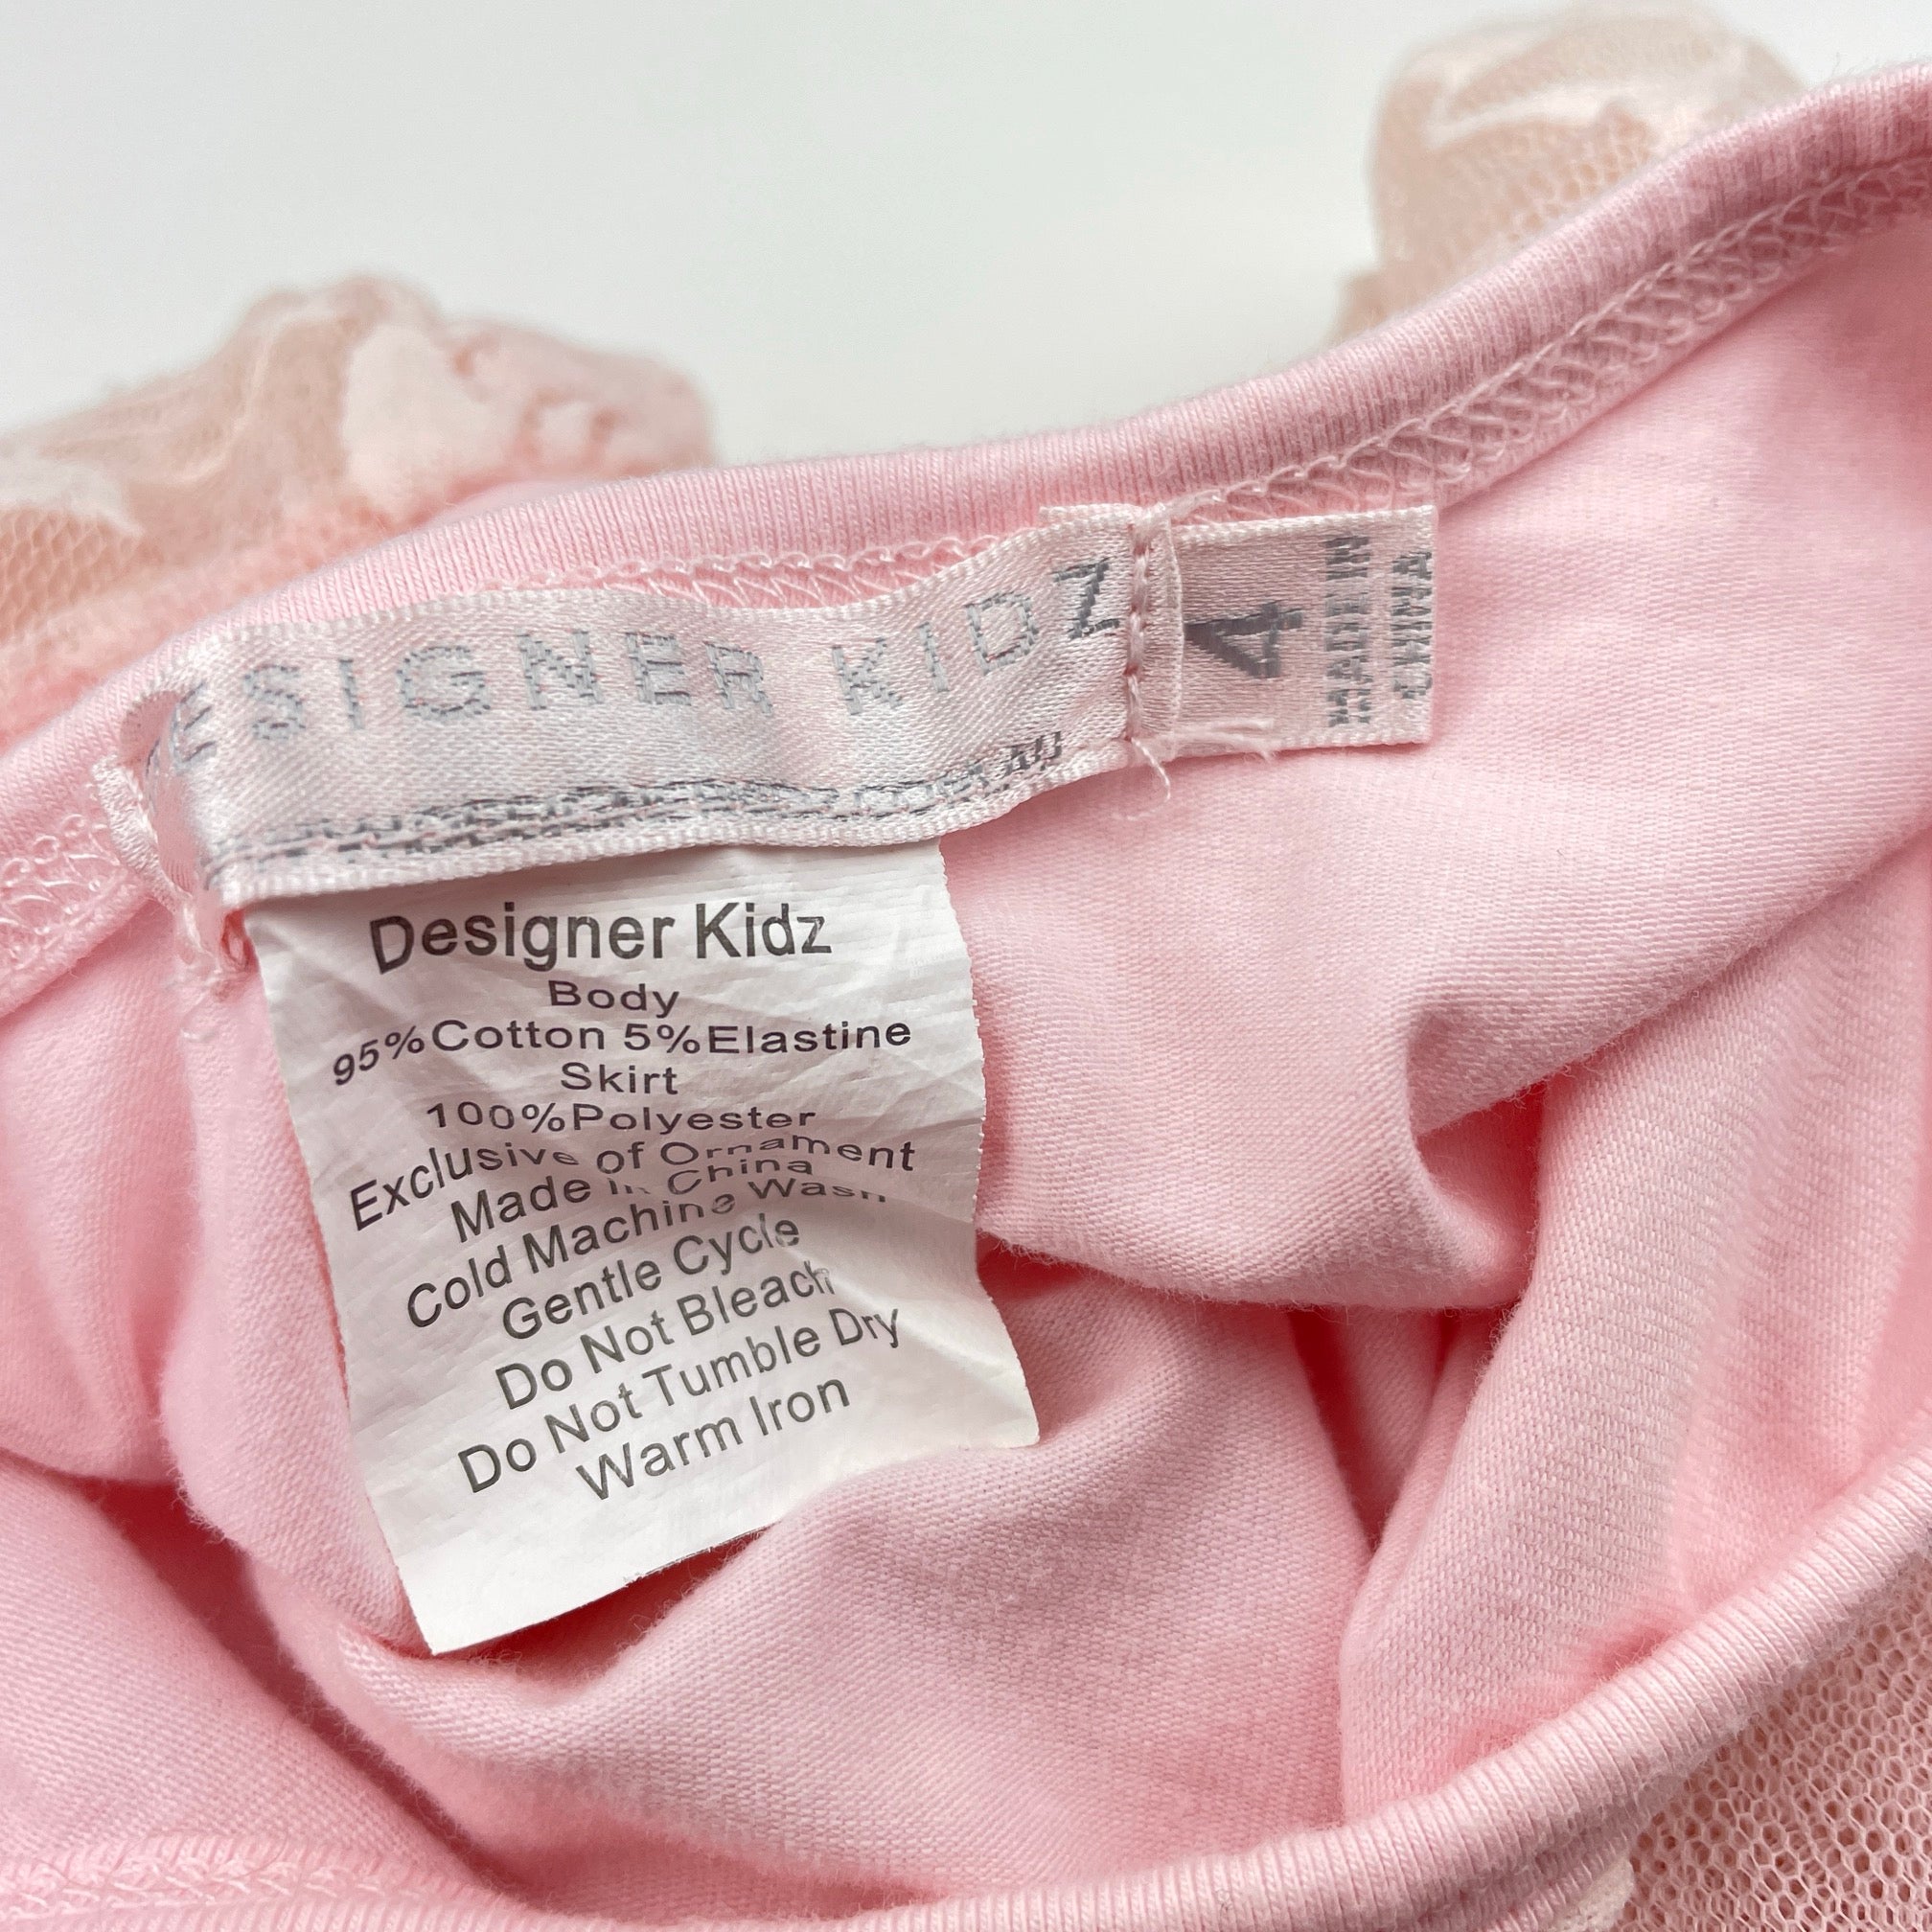 ESIGNER KIDZ
4
MADE IN
CHINA
Designer Kidz
Body
95%Cotton 5%Elastine
Skirt
100%Polyester
Exclusive of Ornament
Made in China
Cold Machine Wash
Gentle Cycle
Do Not Bleach
Do Not Tumble Dry
Warm Iron